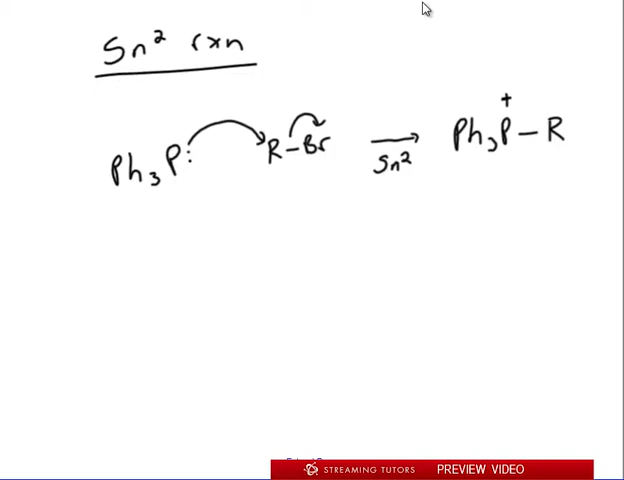 Sn² rxn
+
Ph₃P: R-Br → Ph₃P-R
Sn²
STREAMING TUTORS PREVIEW VIDEO